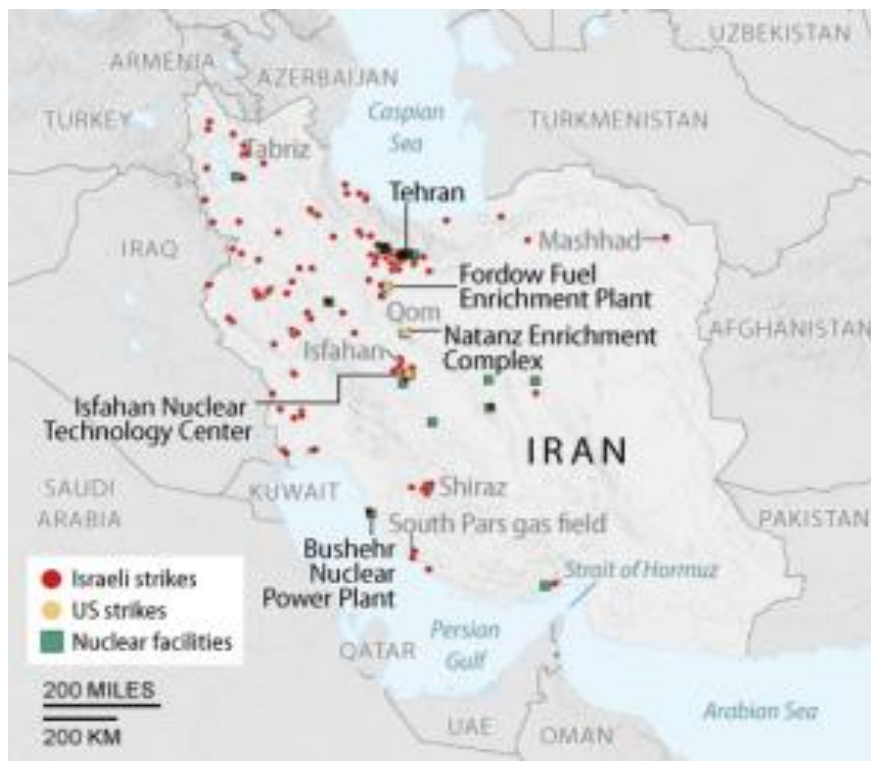 UZBEKISTAN
ARMENIA
AZERBAIJAN
TURKEY
Caspian
Sea
TURKMENISTAN
Tabriz
Tehran
IRAQ
Mashhad
Fordow Fuel
Enrichment Plant
Qom
Natanz Enrichment
Complex
AFGHANISTAN
Isfahan
Isfahan Nuclear
Technology Center
IRAN
SAUDI
ARABIA
KUWAIT
Shiraz
PAKISTAN
South Pars gas field
Bushehr
Nuclear
Power Plant
Strait of Hormuz
Israeli strikes
US strikes
Nuclear facilities
QATAR
Persian
Gulf
200 MILES
200 KM
UAE
OMAN
Arabian Sea